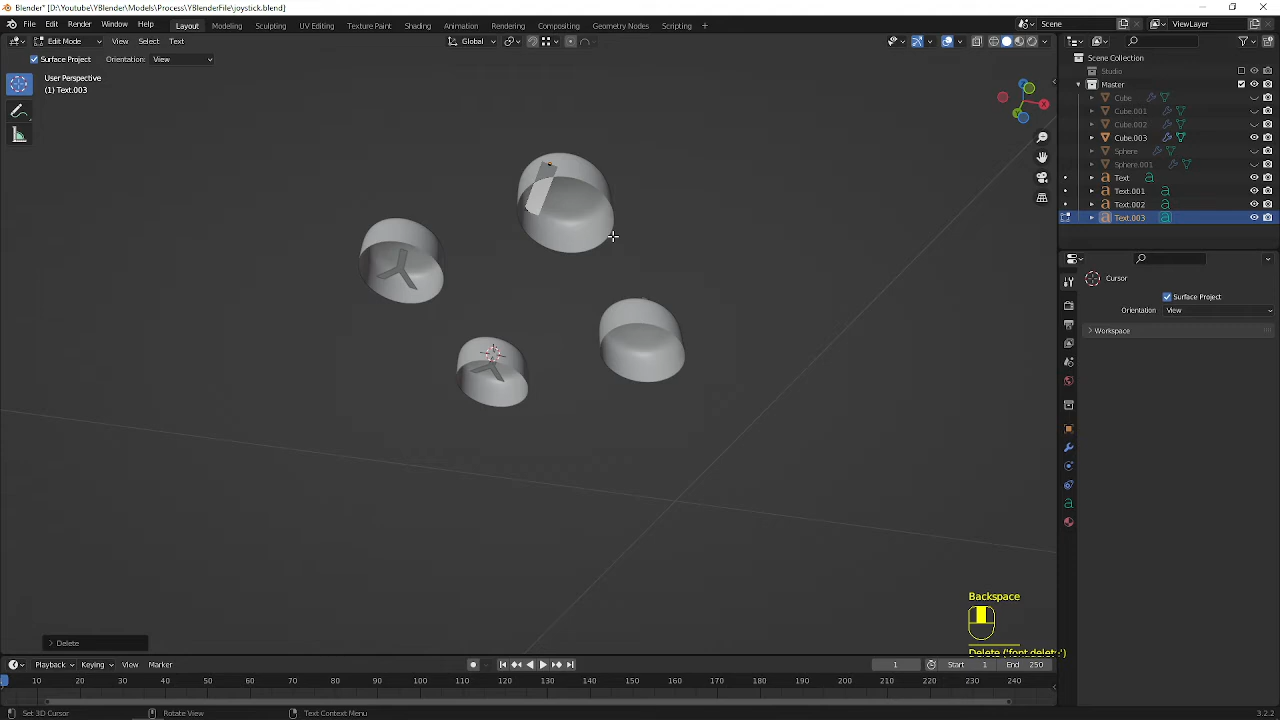 Blender* [D:\Youtube\YBlender\Models\Process\YBlenderFile\joystick.blend]
File Edit Render Window Help Layout Modeling Sculpting UV Editing Texture Paint Shading Animation Rendering Compositing Geometry Nodes Scripting + Scene ViewLayer
Edit Mode View Select Text Global
Surface Project Orientation: View
User Perspective
(1) Text.003
Scene Collection
Studio
Master
Cube
Cube.001
Cube.002
Cube.003
Sphere
Sphere.001
Text
Text.001
Text.002
Text.003
Cursor
Surface Project
Orientation View
Workspace
Backspace
Delete ('font.delete')
Delete
Playback Keying View Marker 1 Start 1 End 250
10 20 30 40 50 60 70 80 90 100 110 120 130 140 150 160 170 180 190 200 210 220 230 240
Set 3D Cursor Rotate View Text Context Menu 3.2.2